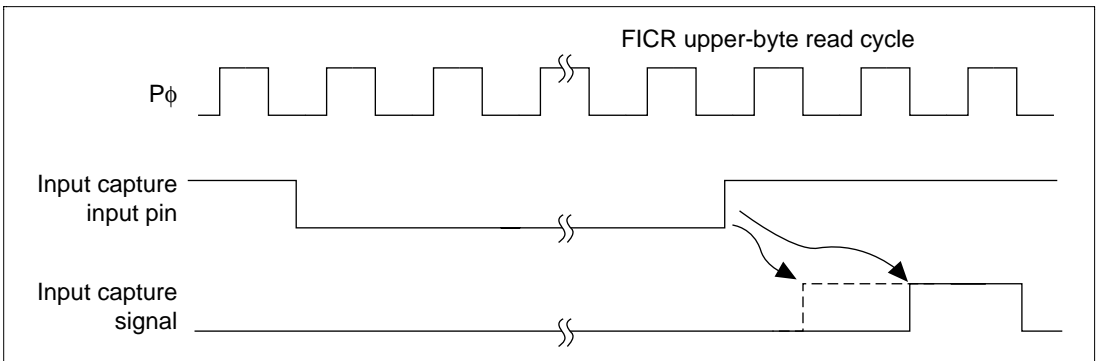 FICR upper-byte read cycle
Pϕ
Input capture
input pin
Input capture
signal